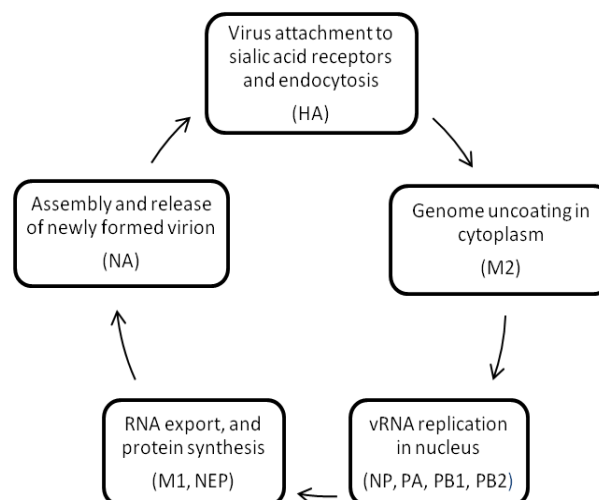 Virus attachment to
sialic acid receptors
and endocytosis
(HA)
Genome uncoating in
cytoplasm
(M2)
vRNA replication
in nucleus
(NP, PA, PB1, PB2)
RNA export, and
protein synthesis
(M1, NEP)
Assembly and release
of newly formed virion
(NA)